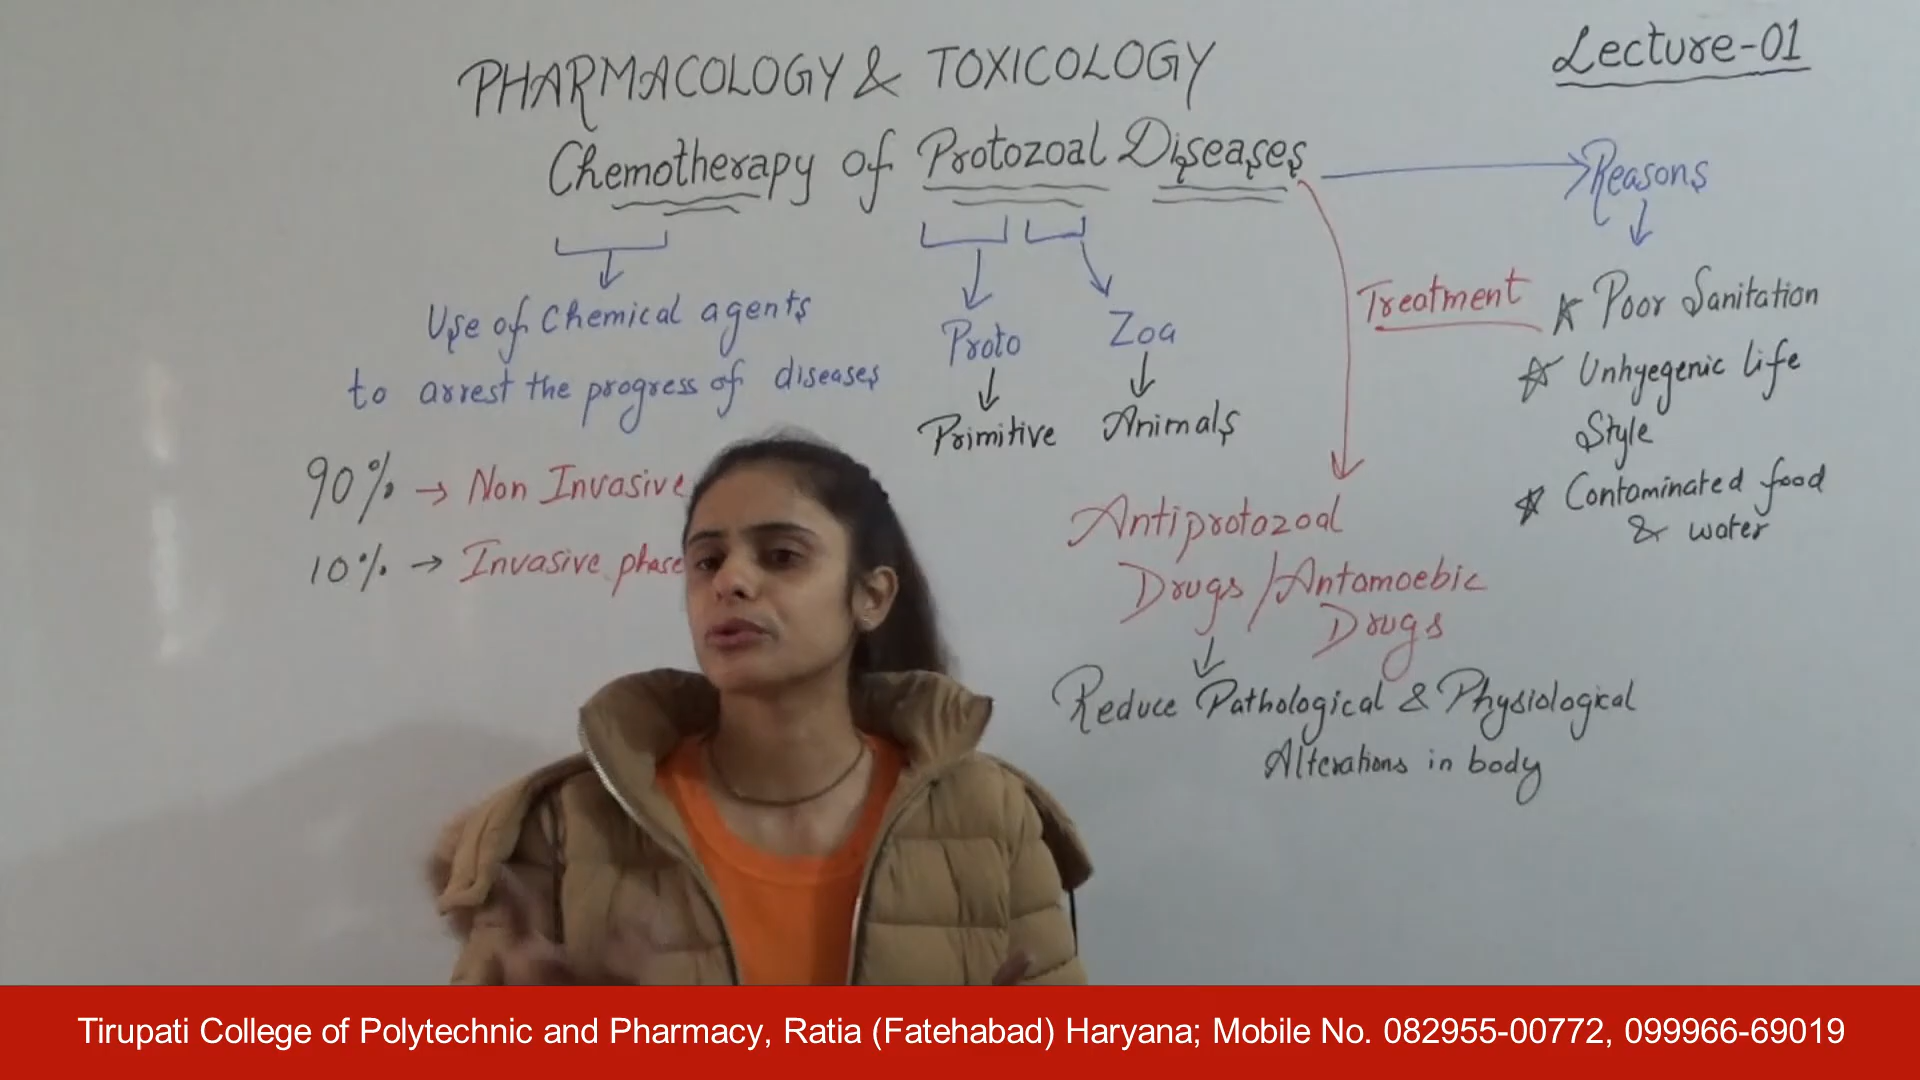 PHARMACOLOGY & TOXICOLOGY
Lecture-01
Chemotherapy of Protozoal Diseases
Reasons
Use of Chemical agents
to arrest the progress of diseases
Proto
Zoa
Primitive
Animals
Treatment
Poor Sanitation
Unhyegenic life
Style
Contaminated food
& water
90% → Non Invasive
10% → Invasive phase
Antiprotozoal
Drugs / Antamoebic
Drugs
Reduce Pathological & Physiological
Alterations in body
Tirupati College of Polytechnic and Pharmacy, Ratia (Fatehabad) Haryana; Mobile No. 082955-00772, 099966-69019